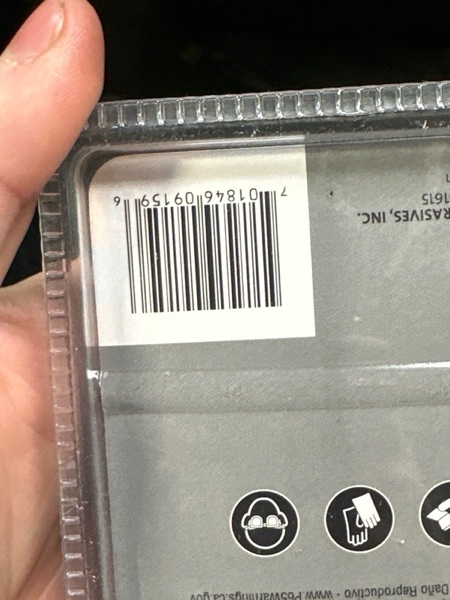 Daño Reproductivo - www.P65Warnings.ca.gov
RASIVES, INC.
1615
7 01846 09159 6